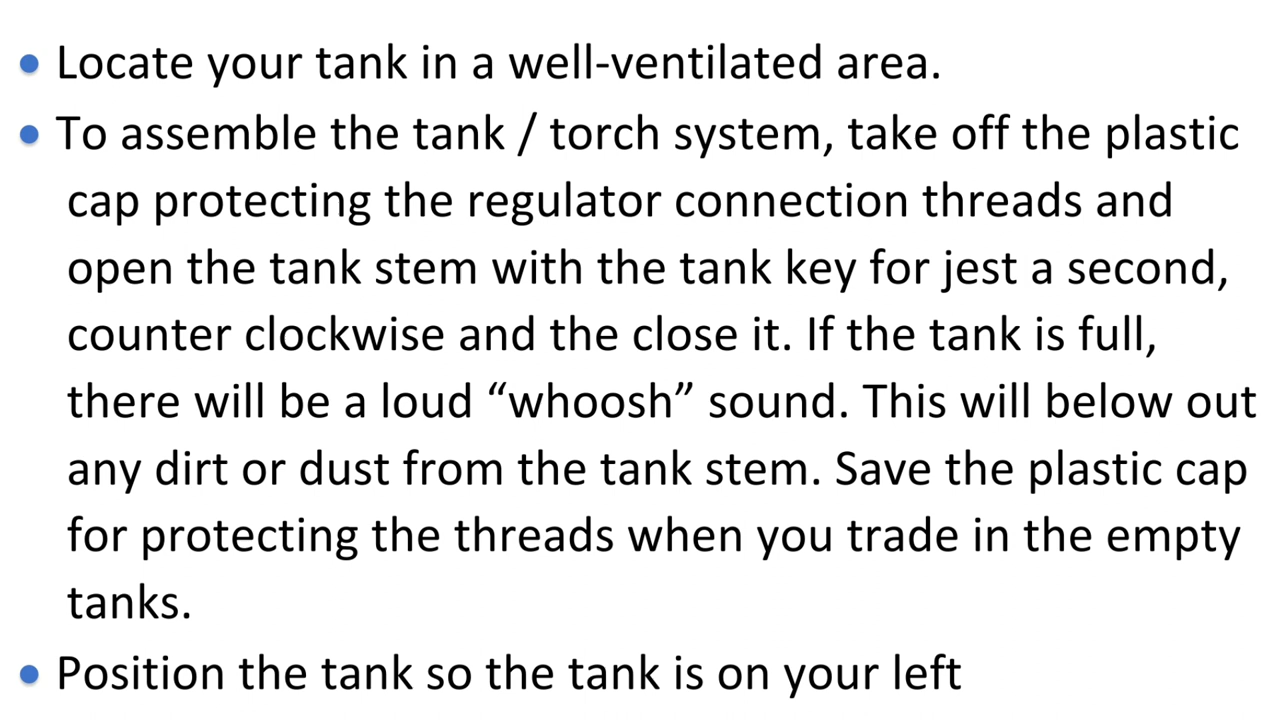 • Locate your tank in a well-ventilated area.
• To assemble the tank / torch system, take off the plastic
cap protecting the regulator connection threads and
open the tank stem with the tank key for jest a second,
counter clockwise and the close it. If the tank is full,
there will be a loud “whoosh” sound. This will below out
any dirt or dust from the tank stem. Save the plastic cap
for protecting the threads when you trade in the empty
tanks.
• Position the tank so the tank is on your left